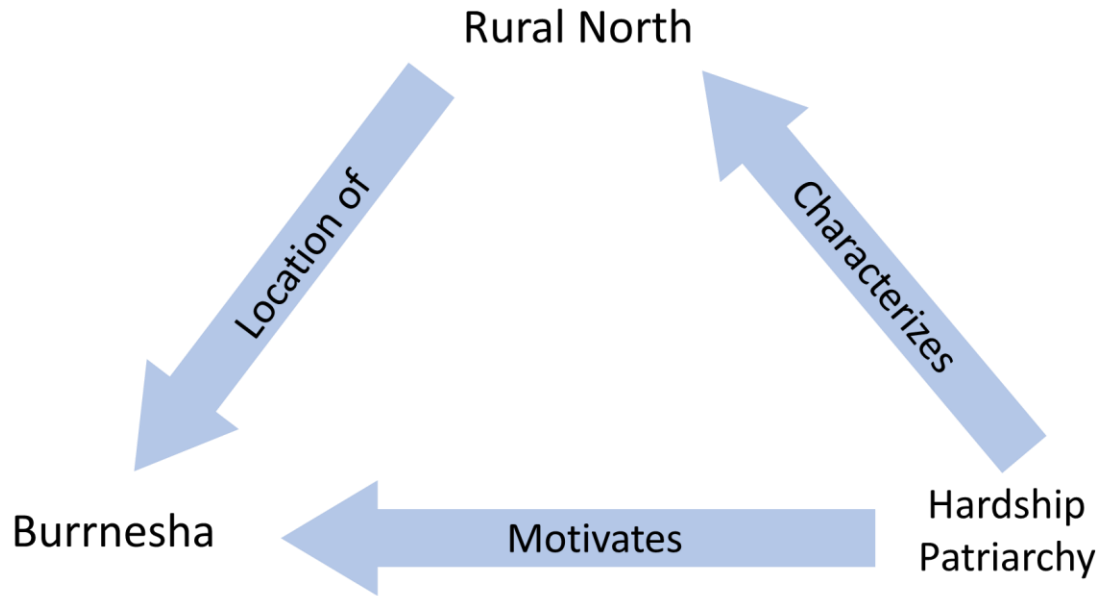 Rural North
Location of
Characterizes
Burrnesha
Motivates
Hardship
Patriarchy